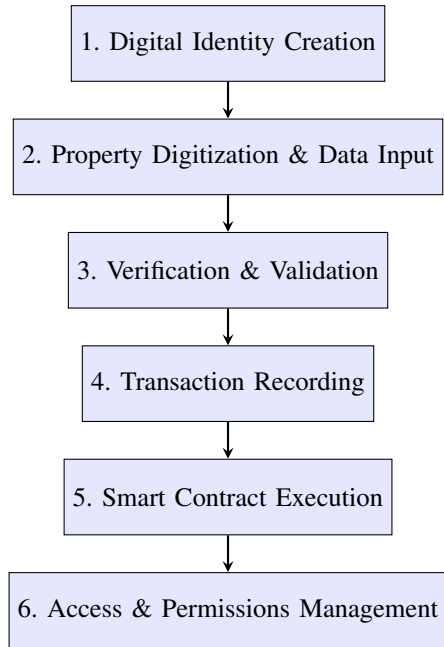 1. Digital Identity Creation
2. Property Digitization & Data Input
3. Verification & Validation
4. Transaction Recording
5. Smart Contract Execution
6. Access & Permissions Management